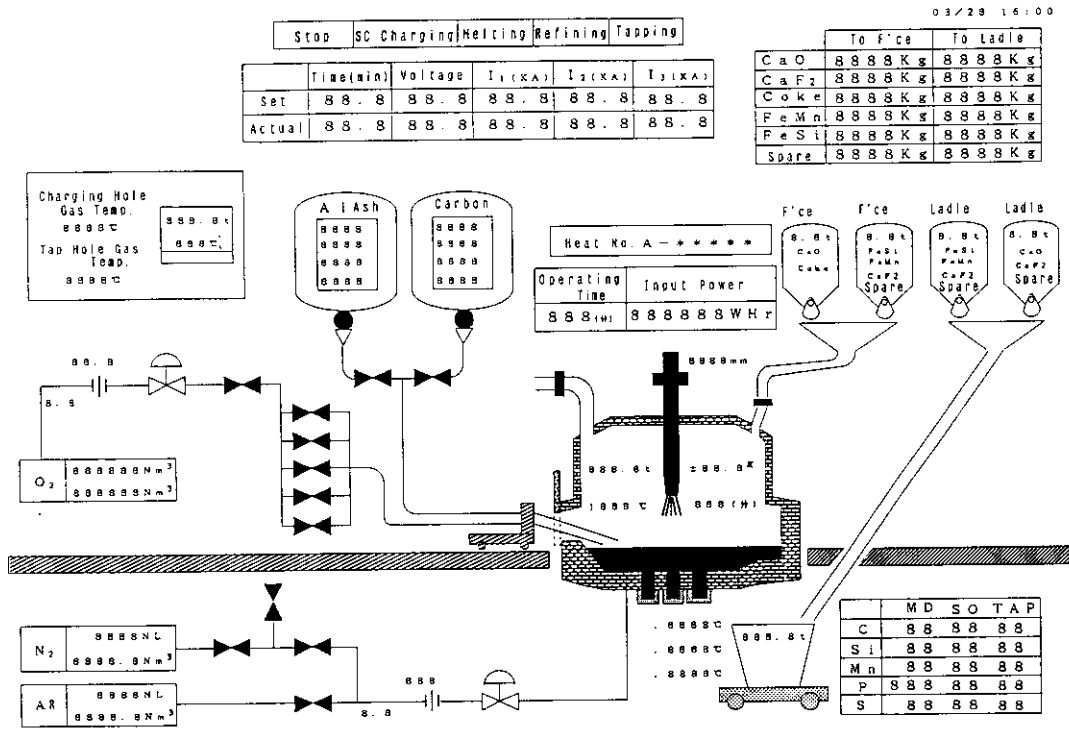 03/28 16:00
Stop SC Charging Melting Refining Tapping
Time(min) Voltage I₁(KA) I₂(KA) I₃(KA)
Set 88.8 88.8 88.8 88.8 88.8
Actual 88.8 88.8 88.8 88.8 88.8
To F'ce To Ladle
CaO 8888Kg 8888Kg
CaF₂ 8888Kg 8888Kg
Coke 8888Kg 8888Kg
FeMn 8888Kg 8888Kg
FeSi 8888Kg 8888Kg
Spare 8888Kg 8888Kg
Charging Hole
Gas Temp.
8888℃
Tap Hole Gas
Temp.
8888℃
888.8t
888℃
AlAsh
8888
8888
8888
8888
Carbon
8888
8888
8888
8888
Heat No. A-*****
Operating Time Input Power
888(分) 888888WHr
F'ce F'ce Ladle Ladle
8.8t
CaO
Coke
8.8t
FeSi
FeMn
CaF2
Spare
8.8t
FeSi
FeMn
CaF2
Spare
8.8t
CaO
CaF2
Spare
88.8
8.8
O₂ 888888Nm³
888888Nm³
8888mm
888.8t
1888℃ 888(分)
N₂ 8888NL
8888.8Nm³
AR 8888NL
8888.8Nm³
888
8.8
.8888℃
.8888℃
.8888℃
888.8t
MD SO TAP
C 88 88 88
Si 88 88 88
Mn 88 88 88
P 888 88 88
S 88 88 88